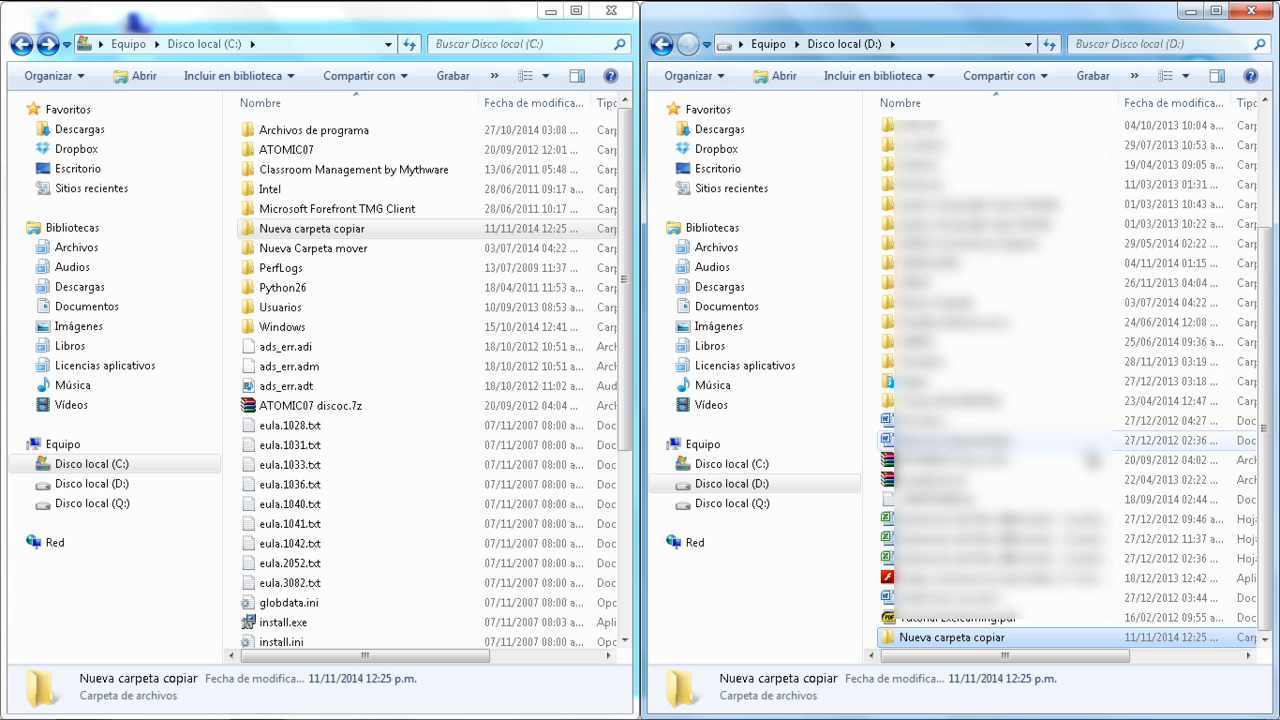 Equipo Disco local (C:)
Buscar Disco local (C:)
Organizar Abrir Incluir en biblioteca Compartir con Grabar »
Favoritos
Descargas
Dropbox
Escritorio
Sitios recientes
Bibliotecas
Archivos
Audios
Descargas
Documentos
Imágenes
Libros
Licencias aplicativos
Música
Vídeos
Equipo
Disco local (C:)
Disco local (D:)
Disco local (Q:)
Red
Nombre Fecha de modifica... Tipo
Archivos de programa 27/10/2014 03:08 ... Carp
ATOMIC07 20/09/2012 12:01 ... Carp
Classroom Management by Mythware 13/06/2011 05:48 ... Carp
Intel 28/06/2011 09:17 a... Carp
Microsoft Forefront TMG Client 28/06/2011 10:17 ... Carp
Nueva carpeta copiar 11/11/2014 12:25 ... Carp
Nueva Carpeta mover 03/07/2014 04:22 ... Carp
PerfLogs 13/07/2009 11:37 ... Carp
Python26 18/04/2011 11:53 ... Carp
Usuarios 10/09/2013 08:53 a... Carp
Windows 15/10/2014 12:41 ... Carp
ads_err.adi 18/10/2012 10:51 ... Arch
ads_err.adm 18/10/2012 10:51 ... Arch
ads_err.adt 18/10/2012 11:02 ... Aud
ATOMIC07 discoc.7z 20/09/2012 04:04 ... Arch
eula.1028.txt 07/11/2007 08:00 a... Doc
eula.1031.txt 07/11/2007 08:00 a... Doc
eula.1033.txt 07/11/2007 08:00 a... Doc
eula.1036.txt 07/11/2007 08:00 a... Doc
eula.1040.txt 07/11/2007 08:00 a... Doc
eula.1041.txt 07/11/2007 08:00 a... Doc
eula.1042.txt 07/11/2007 08:00 a... Doc
eula.2052.txt 07/11/2007 08:00 a... Doc
eula.3082.txt 07/11/2007 08:00 a... Doc
globdata.ini 07/11/2007 08:00 a... Opc
install.exe 07/11/2007 08:03 a... Apli
install.ini 07/11/2007 08:00 a... Opc
Nueva carpeta copiar Fecha de modifica... 11/11/2014 12:25 p.m.
Carpeta de archivos
Equipo Disco local (D:)
Buscar Disco local (D:)
Organizar Abrir Incluir en biblioteca Compartir con Grabar »
Favoritos
Descargas
Dropbox
Escritorio
Sitios recientes
Bibliotecas
Archivos
Audios
Descargas
Documentos
Imágenes
Libros
Licencias aplicativos
Música
Vídeos
Equipo
Disco local (C:)
Disco local (D:)
Disco local (Q:)
Red
Nombre Fecha de modifica... Tipo
04/10/2013 10:04 a... Carp
29/07/2013 10:53 ... Carp
19/04/2013 09:05 ... Carp
11/03/2013 01:31 ... Carp
01/03/2013 10:43 ... Carp
01/03/2013 09:42 ... Carp
29/05/2014 02:22 ... Carp
04/11/2014 01:15 ... Carp
26/11/2013 04:04 ... Carp
03/07/2014 04:22 ... Carp
24/06/2014 12:08 ... Carp
25/06/2014 09:36 ... Carp
28/11/2013 03:19 ... Carp
27/12/2013 03:18 ... Carp
23/04/2014 12:47 ... Carp
27/12/2012 04:27 ... Doc
27/12/2012 02:36 ... Doc
20/09/2012 04:02 ... Arch
22/04/2013 02:22 ... Arch
18/09/2014 02:44 ... Doc
27/12/2012 09:46 a... Hoja
27/12/2012 11:37 a... Hoja
27/12/2012 02:36 ... Hoja
18/12/2013 12:42 ... Apli
27/12/2012 03:44 ... Doc
Tutorial Exelearning.pdf 16/02/2012 09:55 ... Doc
Nueva carpeta copiar 11/11/2014 12:25 ... Carp
Nueva carpeta copiar Fecha de modifica... 11/11/2014 12:25 p.m.
Carpeta de archivos